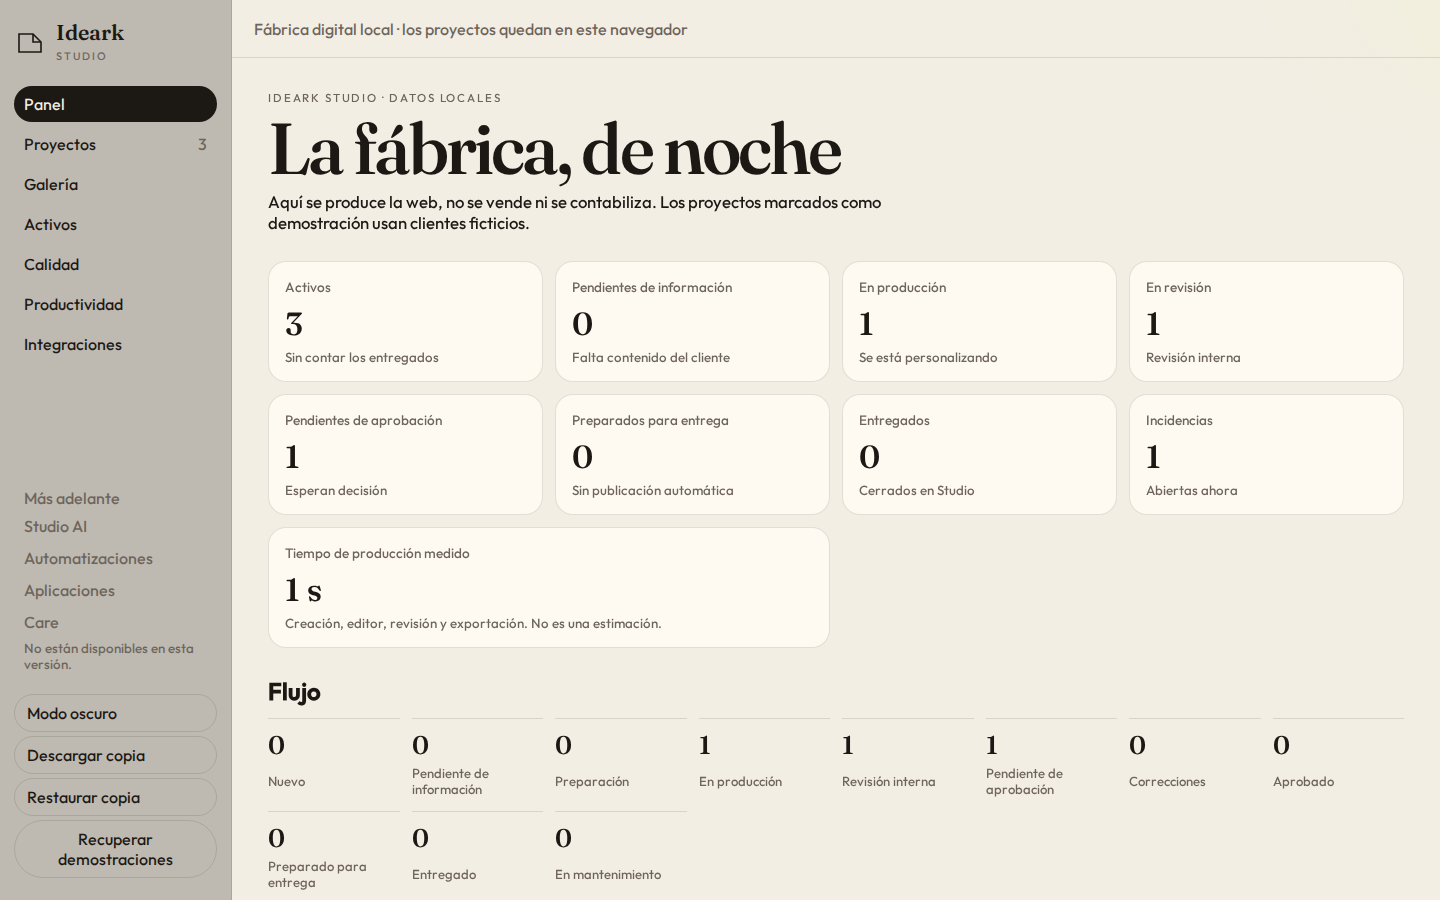 Ideark
STUDIO
Panel
Proyectos 3
Galería
Activos
Calidad
Productividad
Integraciones
Más adelante
Studio AI
Automatizaciones
Aplicaciones
Care
No están disponibles en esta
versión.
Modo oscuro
Descargar copia
Restaurar copia
Recuperar
demostraciones
Fábrica digital local · los proyectos quedan en este navegador
IDEARK STUDIO · DATOS LOCALES
La fábrica, de noche
Aquí se produce la web, no se vende ni se contabiliza. Los proyectos marcados como
demostración usan clientes ficticios.
Activos
3
Sin contar los entregados
Pendientes de información
0
Falta contenido del cliente
En producción
1
Se está personalizando
En revisión
1
Revisión interna
Pendientes de aprobación
1
Esperan decisión
Preparados para entrega
0
Sin publicación automática
Entregados
0
Cerrados en Studio
Incidencias
1
Abiertas ahora
Tiempo de producción medido
1 s
Creación, editor, revisión y exportación. No es una estimación.
Flujo
0
Nuevo
0
Pendiente de
información
0
Preparación
1
En producción
1
Revisión interna
1
Pendiente de
aprobación
0
Correcciones
0
Aprobado
0
Preparado para
entrega
0
Entregado
0
En mantenimiento